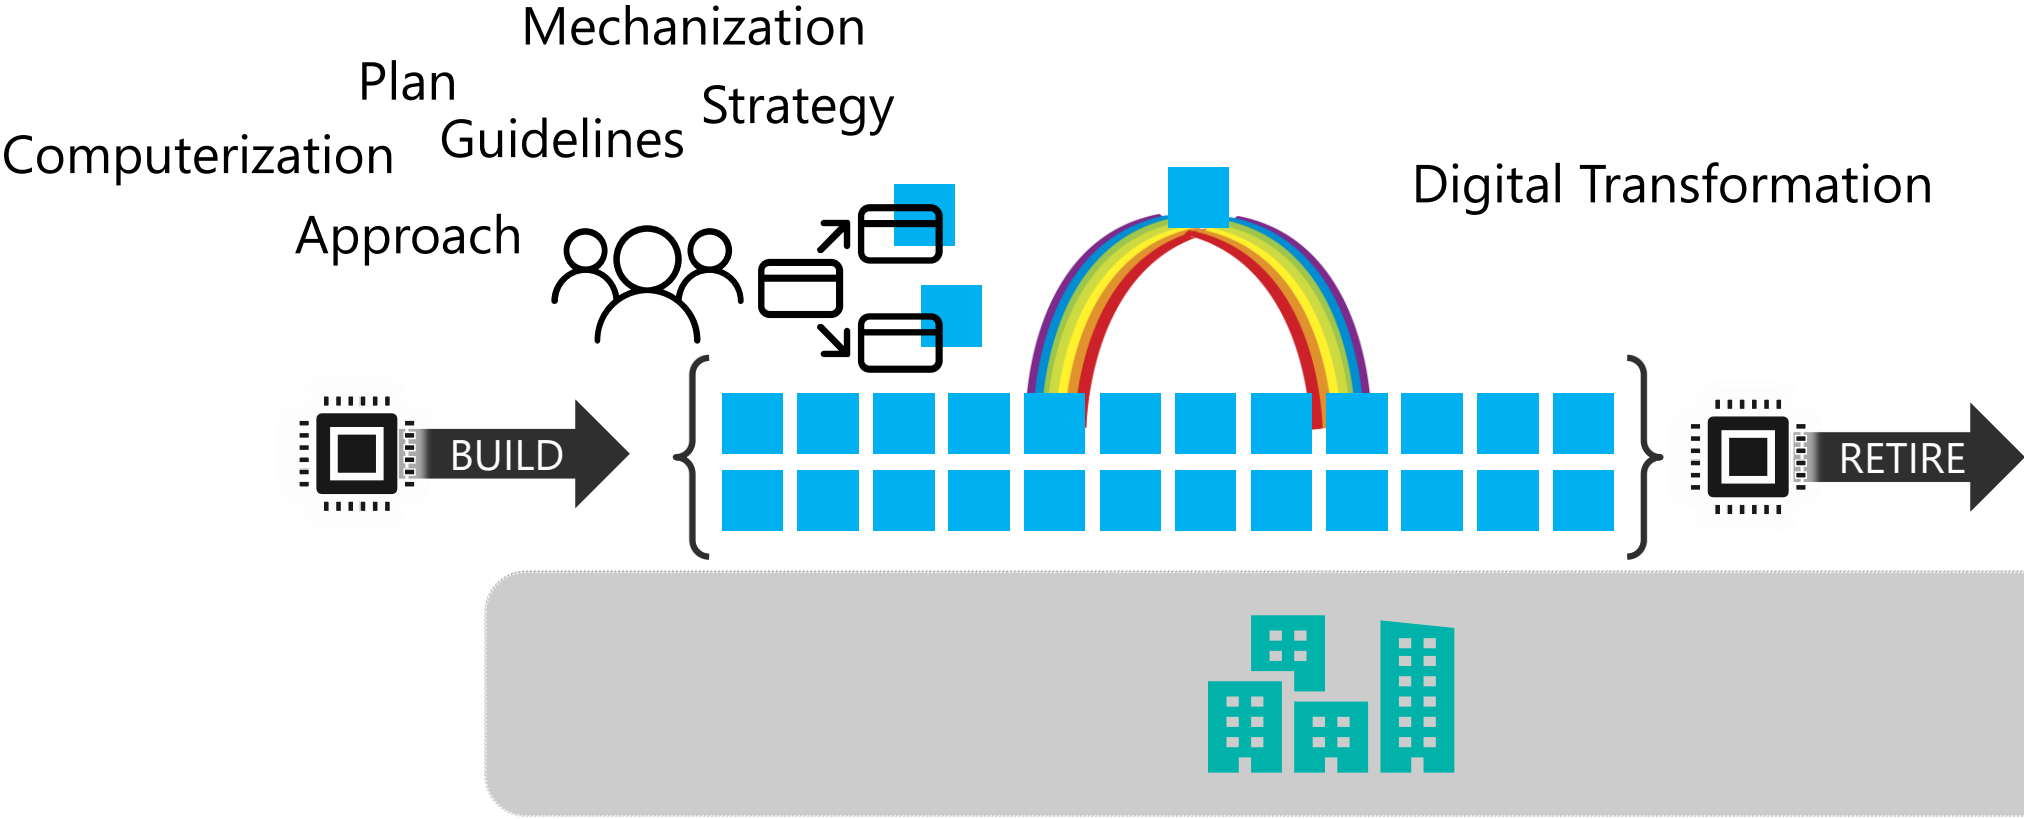 Mechanization
Plan
Strategy
Guidelines
Computerization
Digital Transformation
Approach
BUILD
RETIRE